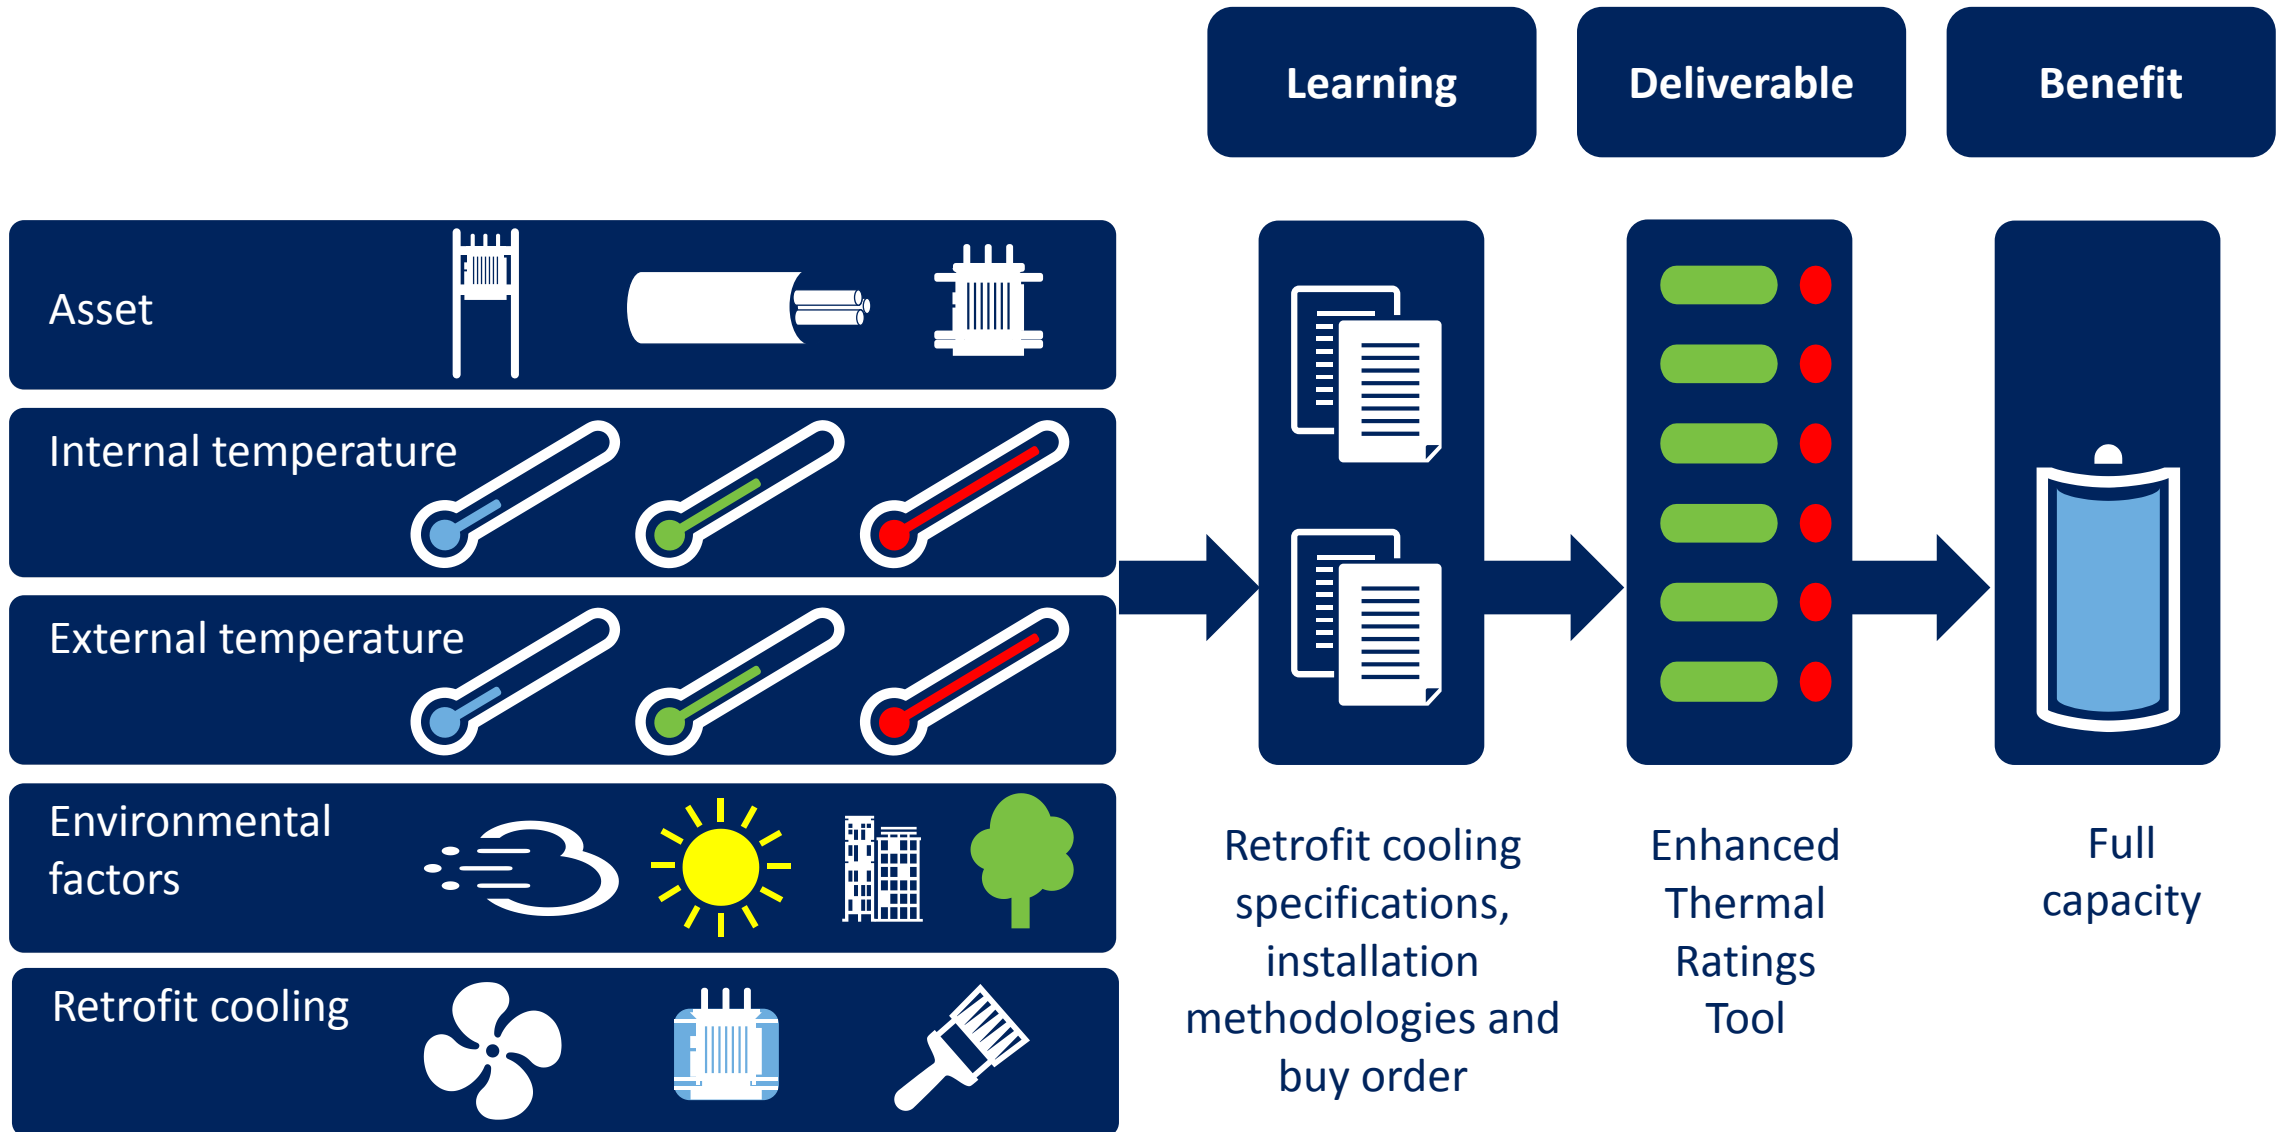 Learning
Deliverable
Benefit
Asset
Internal temperature
External temperature
Environmental
factors
Retrofit cooling
Retrofit cooling
specifications,
installation
methodologies and
buy order
Enhanced
Thermal
Ratings
Tool
Full
capacity